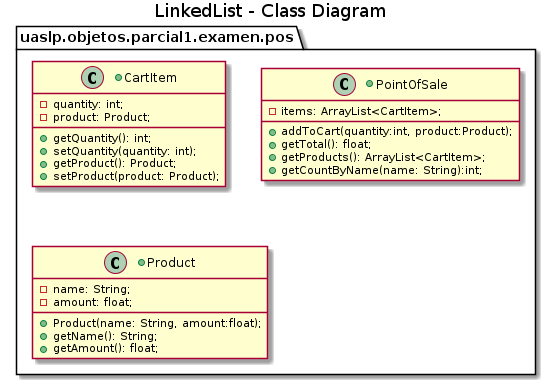 LinkedList - Class Diagram
uaslp.objetos.parcial1.examen.pos
C CartItem
quantity: int;
product: Product;
getQuantity(): int;
setQuantity(quantity: int);
getProduct(): Product;
setProduct(product: Product);
C PointOfSale
items: ArrayList<CartItem>;
addToCart(quantity:int, product:Product);
getTotal(): float;
getProducts(): ArrayList<CartItem>;
getCountByName(name: String):int;
C Product
name: String;
amount: float;
Product(name: String, amount:float);
getName(): String;
getAmount(): float;